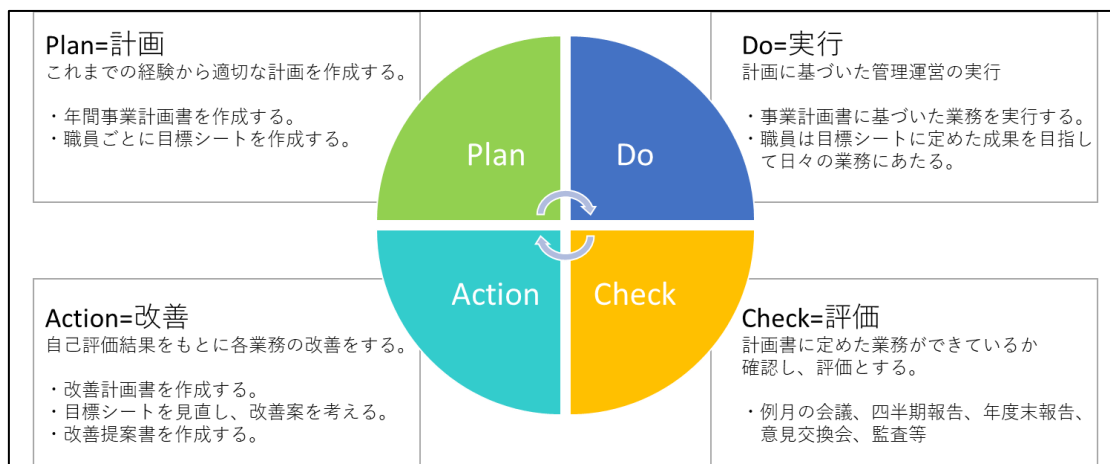 Plan=計画
これまでの経験から適切な計画を作成する。
・年間事業計画書を作成する。
・職員ごとに目標シートを作成する。
Do=実行
計画に基づいた管理運営の実行
・事業計画書に基づいた業務を実行する。
・職員は目標シートに定めた成果を目指し
て日々の業務にあたる。
Plan
Do
Action
Check
Action=改善
自己評価結果をもとに各業務の改善をする。
・改善計画書を作成する。
・目標シートを見直し、改善案を考える。
・改善提案書を作成する。
Check=評価
計画書に定めた業務ができているか
確認し、評価とする。
・例月の会議、四半期報告、年度末報告、
意見交換会、監査等